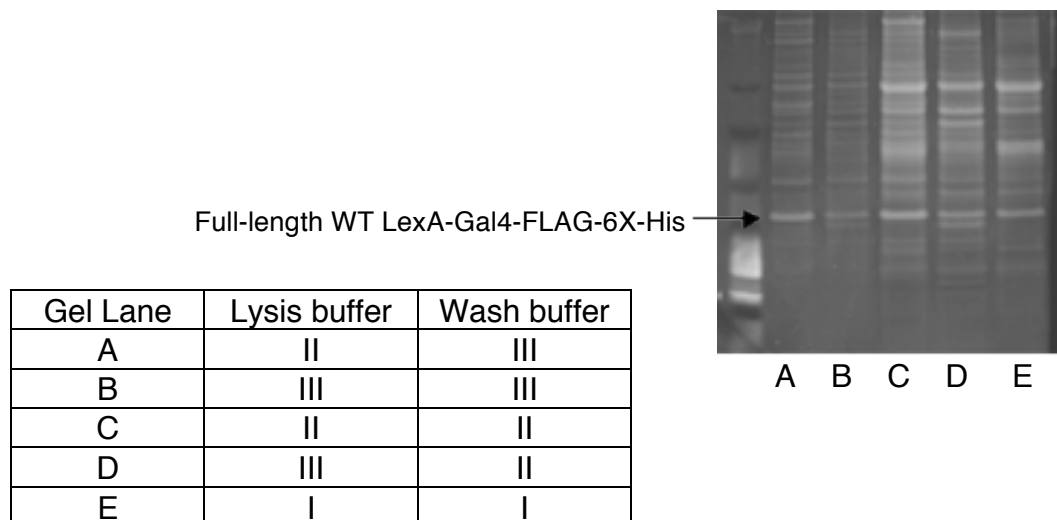 Full-length WT LexA-Gal4-FLAG-6X-His
A B C D E
Gel Lane Lysis buffer Wash buffer
A II III
B III III
C II II
D III II
E I I